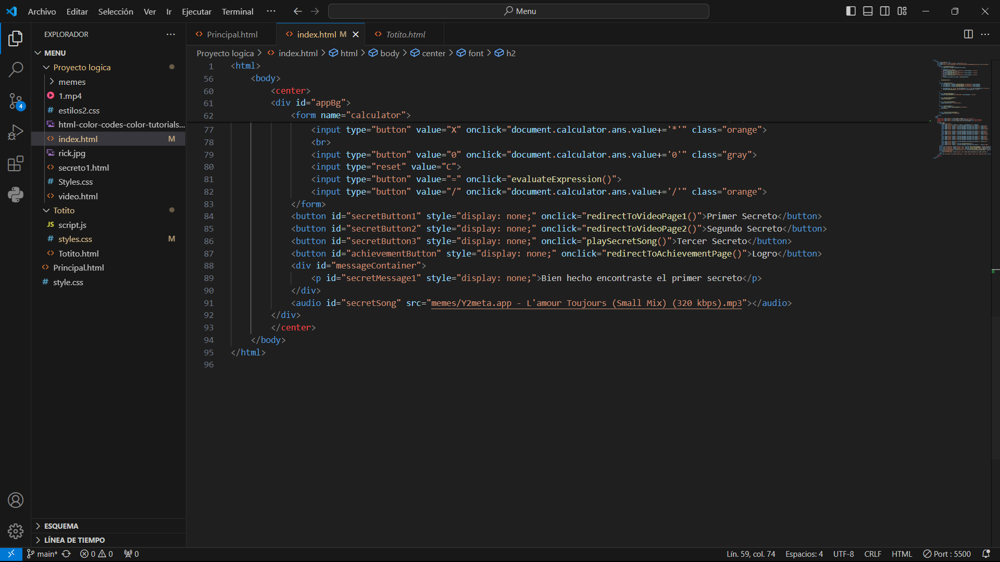 Archivo Editar Selección Ver Ir Ejecutar Terminal ··· Menu
EXPLORADOR ···
MENU
Proyecto logica
memes
1.mp4
estilos2.css
html-color-codes-color-tutorials...
index.html M
rick.jpg
secreto1.html
Styles.css
video.html
Totito
JS script.js
styles.css M
Totito.html
Principal.html
style.css
ESQUEMA
LÍNEA DE TIEMPO
4
Principal.html index.html M Totito.html ···
Proyecto logica > index.html > html > body > center > font > h2
1 <html>
56 <body>
60 <center>
61 <div id="appBg">
62 <form name="calculator">
77 <input type="button" value="X" onclick="document.calculator.ans.value+='*'" class="orange">
78 <br>
79 <input type="button" value="0" onclick="document.calculator.ans.value+='0'" class="gray">
80 <input type="reset" value="C">
81 <input type="button" value="=" onclick="evaluateExpression()">
82 <input type="button" value="/" onclick="document.calculator.ans.value+='/'" class="orange">
83 </form>
84 <button id="secretButton1" style="display: none;" onclick="redirectToVideoPage1()">Primer Secreto</button>
85 <button id="secretButton2" style="display: none;" onclick="redirectToVideoPage2()">Segundo Secreto</button>
86 <button id="secretButton3" style="display: none;" onclick="playSecretSong()">Tercer Secreto</button>
87 <button id="achievementButton" style="display: none;" onclick="redirectToAchievementPage()">Logro</button>
88 <div id="messageContainer">
89 <p id="secretMessage1" style="display: none;">Bien hecho encontraste el primer secreto</p>
90 </div>
91 <audio id="secretSong" src="memes/Y2meta.app - L'amour Toujours (Small Mix) (320 kbps).mp3"></audio>
92 </div>
93 </center>
94 </body>
95 </html>
96
main* 0 0 0 Lín. 59, col. 74 Espacios: 4 UTF-8 CRLF HTML Port : 5500